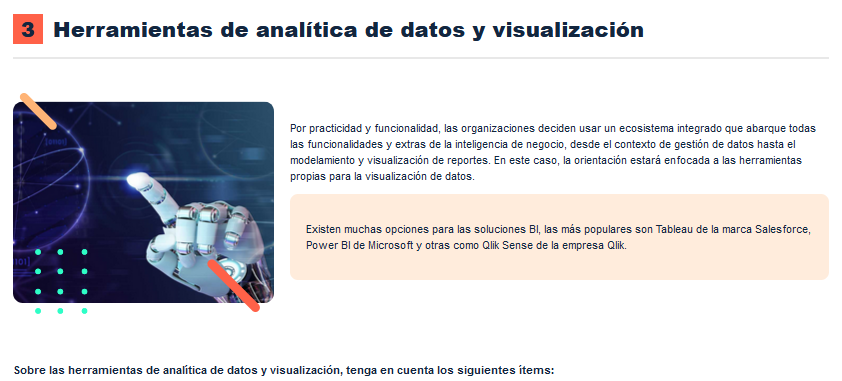 3 Herramientas de analítica de datos y visualización
Por practicidad y funcionalidad, las organizaciones deciden usar un ecosistema integrado que abarque todas
las funcionalidades y extras de la inteligencia de negocio, desde el contexto de gestión de datos hasta el
modelamiento y visualización de reportes. En este caso, la orientación estará enfocada a las herramientas
propias para la visualización de datos.
Existen muchas opciones para las soluciones BI, las más populares son Tableau de la marca Salesforce,
Power BI de Microsoft y otras como Qlik Sense de la empresa Qlik.
Sobre las herramientas de analítica de datos y visualización, tenga en cuenta los siguientes ítems: